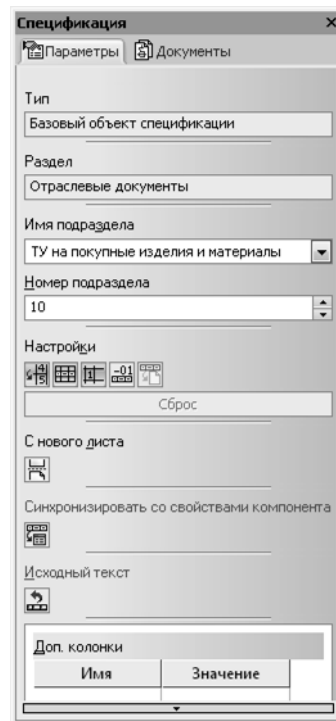 Спецификация
Параметры Документы
Тип
Базовый объект спецификации
Раздел
Отраслевые документы
Имя подраздела
ТУ на покупные изделия и материалы
Номер подраздела
10
Настройки
Сброс
С нового листа
Синхронизировать со свойствами компонента
Исходный текст
Доп. колонки
Имя Значение